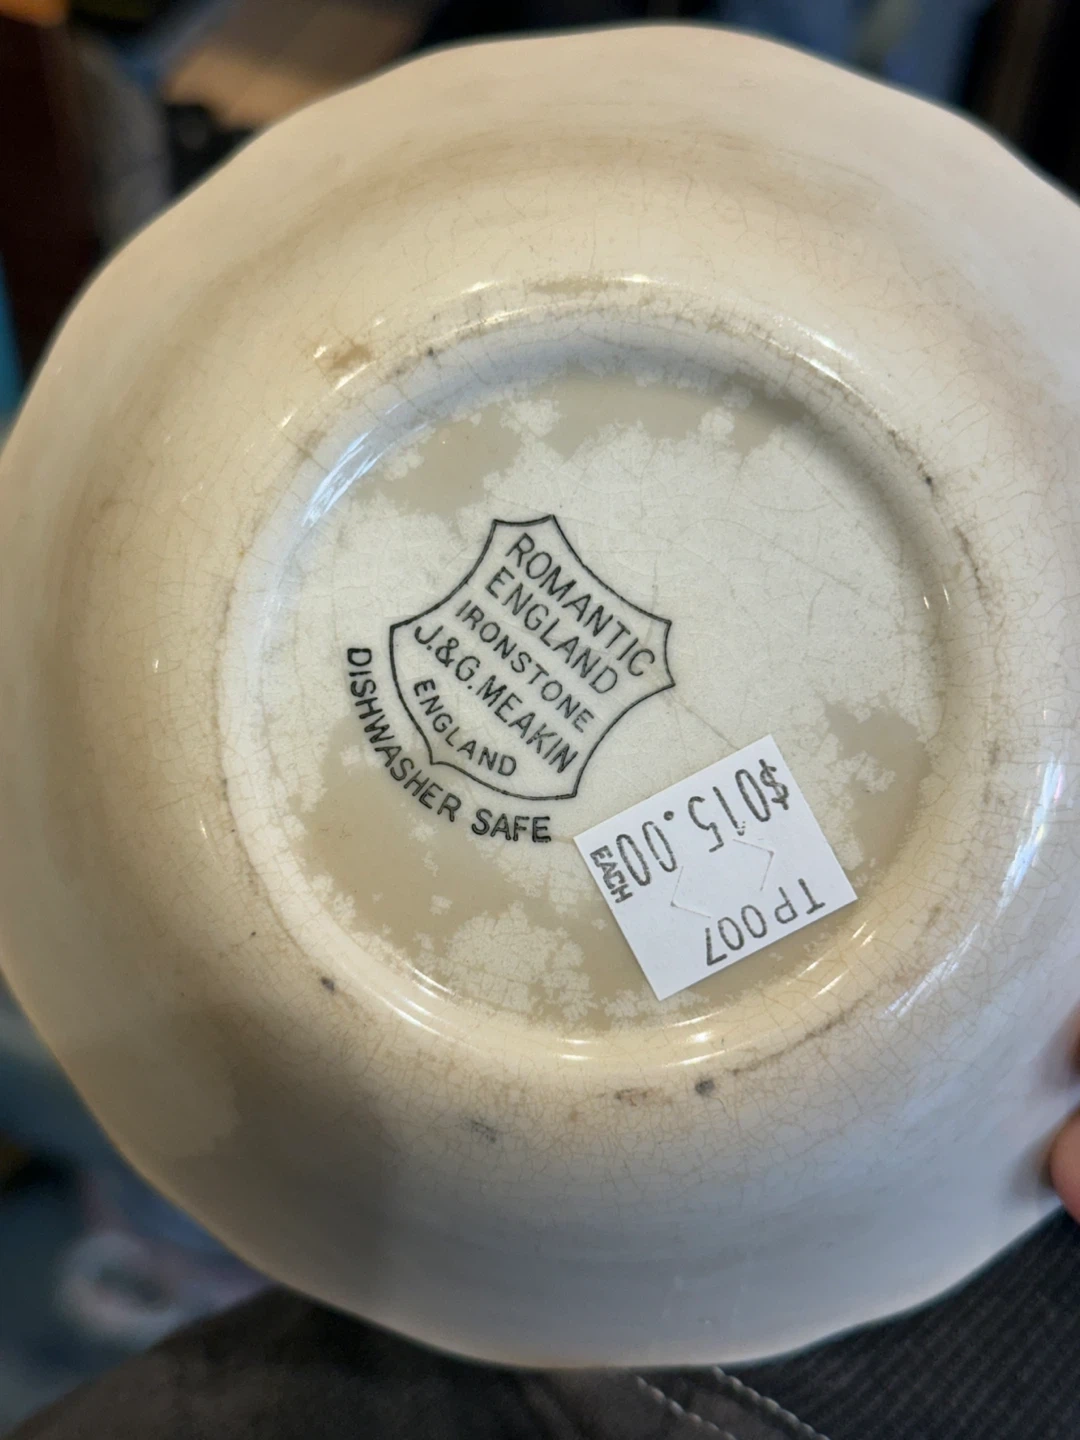 ROMANTIC
ENGLAND
IRONSTONE
J.&G.MEAKIN
ENGLAND
DISHWASHER SAFE
$015.00
EACH
TP007